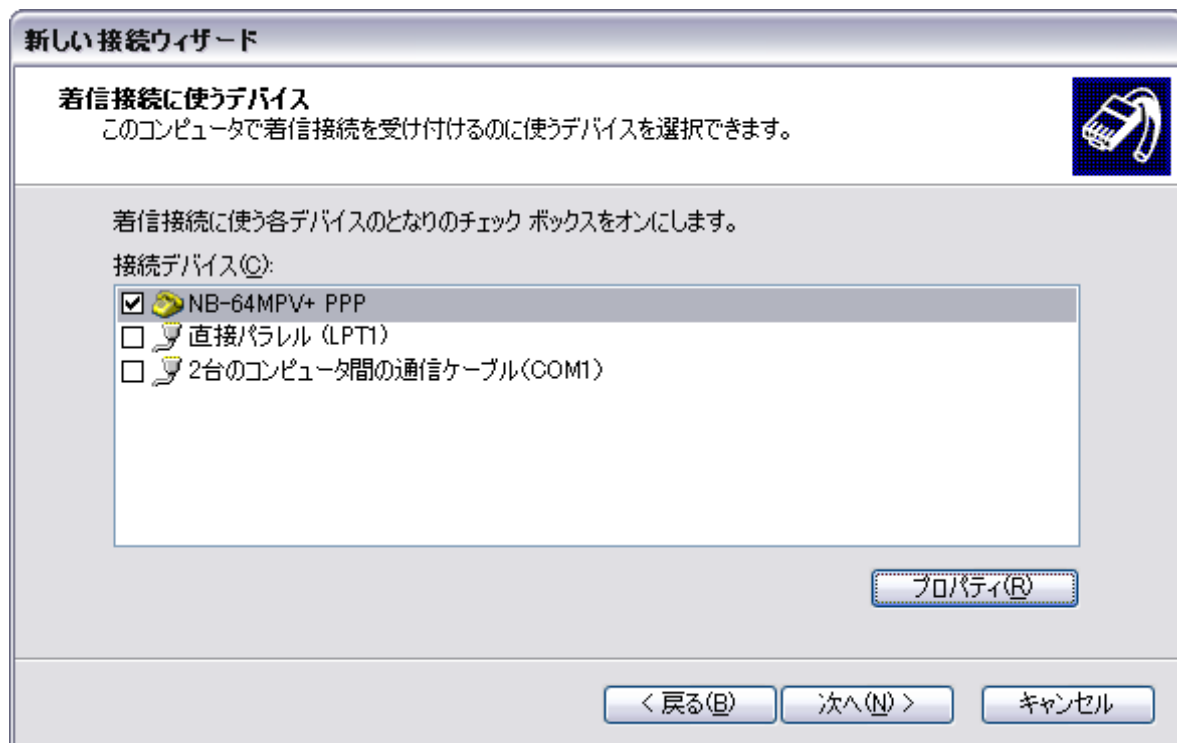 新しい接続ウィザード
着信接続に使うデバイス
このコンピュータで着信接続を受け付けるのに使うデバイスを選択できます。
着信接続に使う各デバイスのとなりのチェック ボックスをオンにします。
接続デバイス(C):
NB-64MPV+ PPP
直接パラレル (LPT1)
2台のコンピュータ間の通信ケーブル(COM1)
プロパティ(R)
< 戻る(B) 次へ(N) > キャンセル